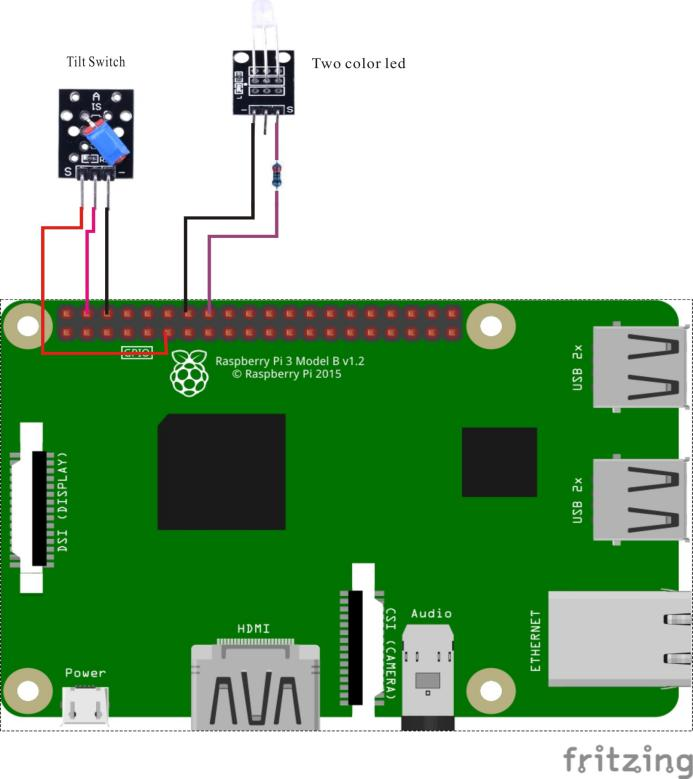 Tilt Switch
Two color led
A
IS
S
-
-
S
GPIO
Raspberry Pi 3 Model B v1.2
© Raspberry Pi 2015
USB 2x
USB 2x
DSI (DISPLAY)
CSI (CAMERA)
Audio
ETHERNET
HDMI
Power
fritzing